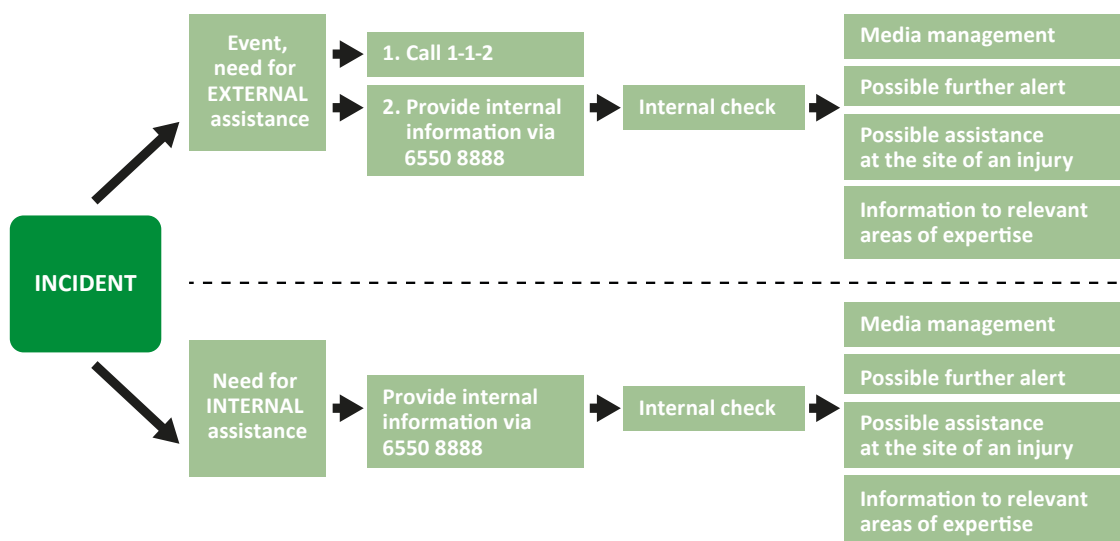 Event,
need for
EXTERNAL
assistance
1. Call 1-1-2
2. Provide internal
information via
6550 8888
Internal check
Media management
Possible further alert
Possible assistance
at the site of an injury
Information to relevant
areas of expertise
INCIDENT
Need for
INTERNAL
assistance
Provide internal
information via
6550 8888
Internal check
Media management
Possible further alert
Possible assistance
at the site of an injury
Information to relevant
areas of expertise